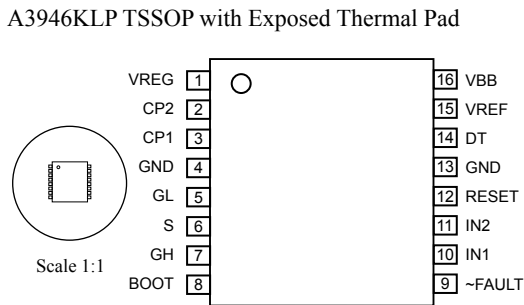 A3946KLP TSSOP with Exposed Thermal Pad
VREG 1
CP2 2
CP1 3
GND 4
GL 5
S 6
GH 7
BOOT 8
16 VBB
15 VREF
14 DT
13 GND
12 RESET
11 IN2
10 IN1
9 ~FAULT
Scale 1:1